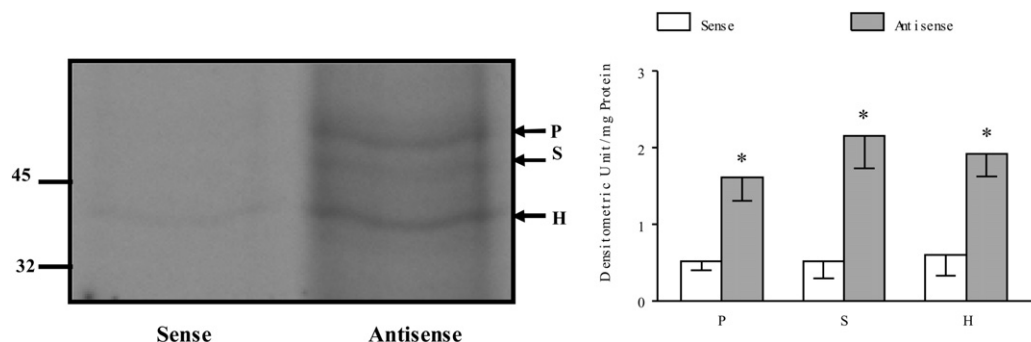 45
32
P
S
H
Sense
Antisense
Sense
Antisense
Densitometric Unit/mg Protein
3
2
1
0
*
*
*
P
S
H